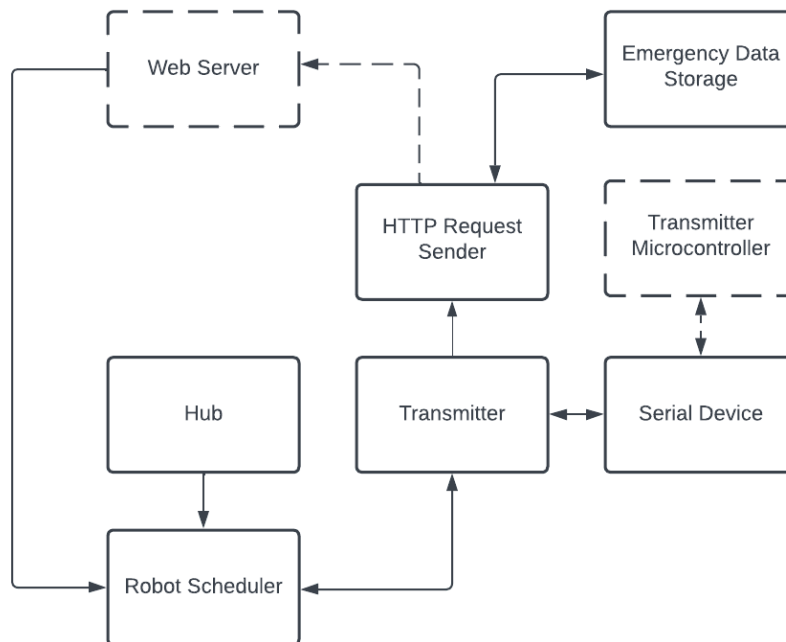 Web Server
Emergency Data
Storage
HTTP Request
Sender
Transmitter
Microcontroller
Hub
Transmitter
Serial Device
Robot Scheduler